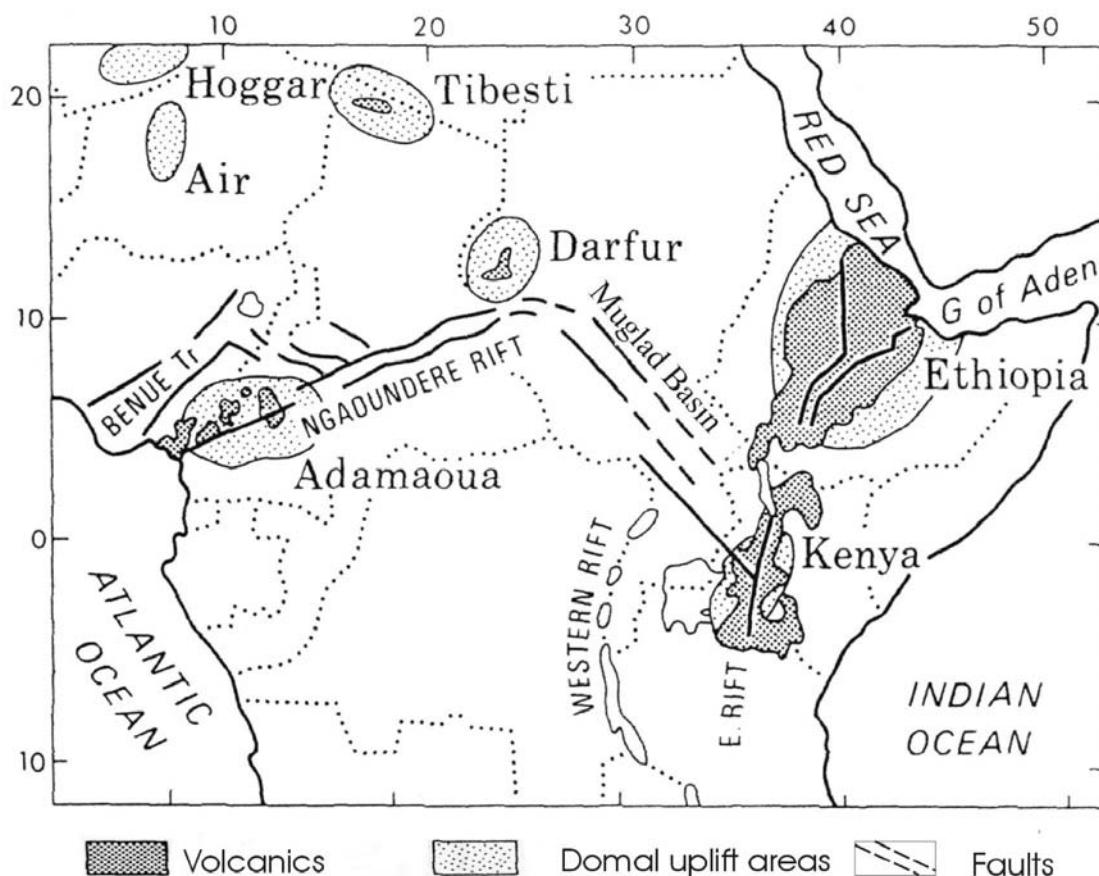 10 20 30 40 50
20
Hoggar Tibesti
Air
RED SEA
15
Darfur
G of Aden
10
BENUE Tr
NGAOUNDERE RIFT
Muglad Basin
Ethiopia
5
Adamaoua
0
Kenya
WESTERN RIFT
E. RIFT
ATLANTIC
OCEAN
INDIAN
OCEAN
10
Volcanics Domal uplift areas Faults